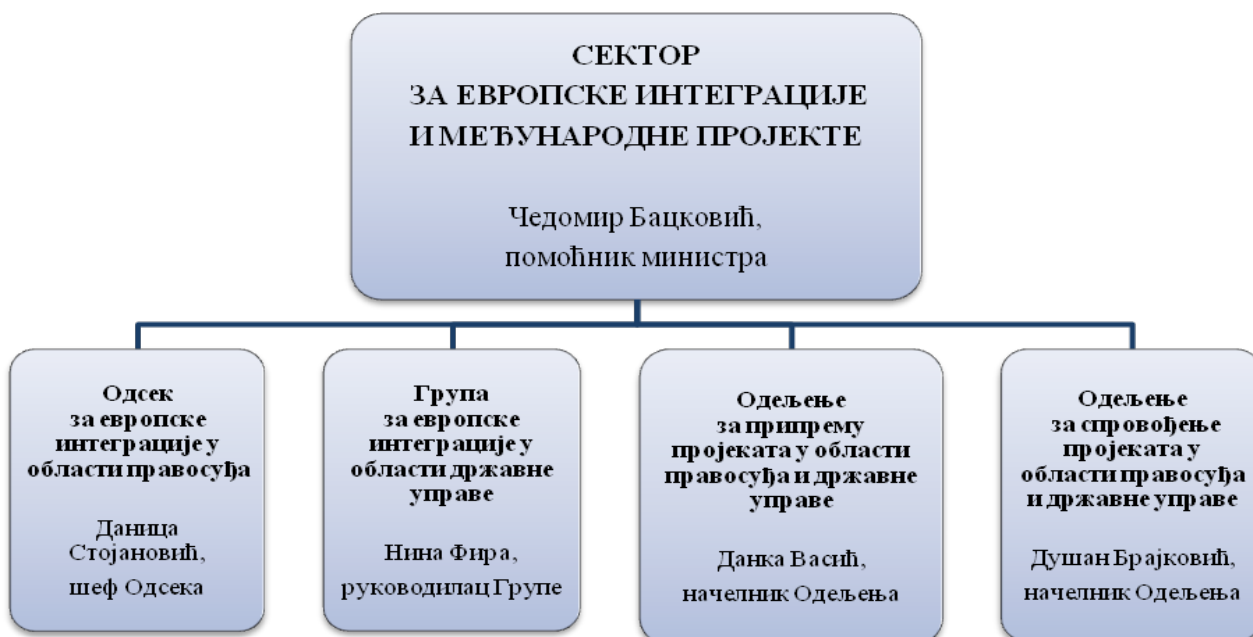 СЕКТОР
ЗА ЕВРОПСКЕ ИНТЕГРАЦИЈЕ
И МЕЂУНАРОДНЕ ПРОЈЕКТЕ
Чедомир Бацковић,
помоћник министра
Одсек
за европске
интеграције у
области правосуђа
Даница
Стојановић,
шеф Одсека
Група
за европске
интеграције у
области државне
управе
Нина Фира,
руководилац Групе
Одељење
за припрему
пројеката у области
правосуђа и државне
управе
Данка Васић,
начелник Одељења
Одељење
за спровођење
пројеката у
области правосуђа
и државне управе
Душан Брајковић,
начелник Одељења